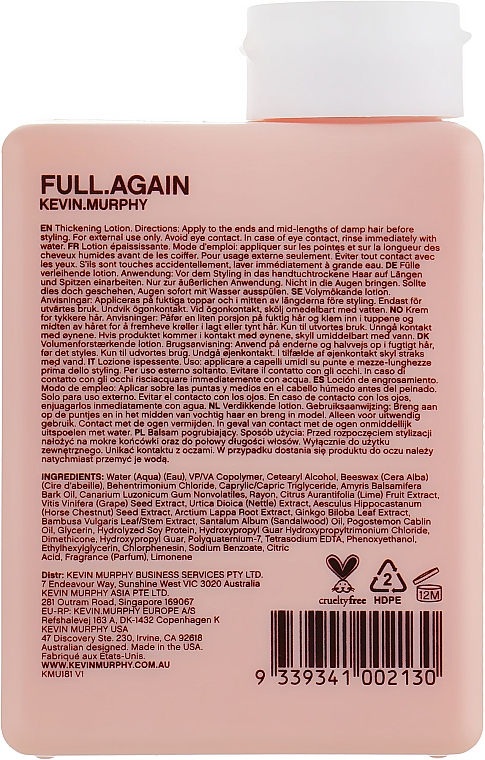 FULL.AGAIN
KEVIN.MURPHY
EN Thickening Lotion. Directions: Apply to the ends and mid-lengths of damp hair before
styling. For external use only. Avoid eye contact. In case of eye contact, rinse immediately with
water. FR Lotion épaississante. Mode d'emploi: appliquer sur les pointes et sur la longueur des
cheveux humides avant de les coiffer. Pour usage externe seulement. Éviter tout contact avec
les yeux. S'ils sont touches accidentellement, laver immédiatement à grande eau. DE Fülle
verleihende lotion. Anwendung: Vor dem Styling in das handtuchtrockene Haar auf Längen
und Spitzen einarbeiten. Nur zur äußerlichen Anwendung. Nicht in die Augen bringen. Sollte
dies doch geschehen, Augen sofort mit Wasser ausspülen. SE Volymökande lotion.
Anvisningar: Appliceras på fuktiga toppar och i mitten av längderna före styling. Endast för
utvärtes bruk. Undvik ögonkontakt. Vid ögonkontakt, skölj omedelbart med vatten. NO Krem
for tykkere hår. Anvisninger: Påfør en liten porsjon på fuktig hår og klem inn i tuppene og
midten av håret for å fremheve krøller i lagt eller tynt hår. Kun til utvortes bruk. Unngå kontakt
med øynene. Hvis produktet kommer i kontakt med øynene, skyll umiddelbart med vann. DK
Volumenforstærkende lotion. Brugsanvisning: Anvend på enderne og halvvejs op i fugtigt hår,
før det styles. Kun til udvortes brug. Undgå øjenkontakt. I tilfælde af øjenkontakt skyl straks
med vand. IT Lozione ispessente. Uso: applicare a capelli umidi su punte e mezze-lunghezze
prima dello styling. Per uso esterno soltanto. Evitare il contatto con gli occhi. In caso di
contatto con gli occhi risciacquare immediatamente con acqua. ES Loción de engrosamiento.
Modo de empleo: Aplicar sobre las puntas y medios en el cabello húmedo antes del peinado.
Solo para uso externo. Evitar el contacto con los ojos. En caso de contacto con los ojos,
enjuagarlos inmediatamente con agua. NL Verdikkende lotion. Gebruiksaanwijzing: Breng aan
op de puntjes en in het midden van vochtig haar en breng in model. Alleen voor uitwendig
gebruik. Contact met de ogen vermijden. In geval van contact met de ogen onmiddellijk
uitspoelen met water. PL Balsam pogrubiający. Sposób użycia: Przed rozpoczęciem stylizacji
nałożyć na mokre końcówki oraz do połowy długości włosów. Wyłącznie do użytku
zewnętrznego. Unikać kontaktu z oczami. W przypadku dostania się produktu do oczu należy
natychmiast przemyć je wodą.
INGREDIENTS: Water (Aqua) (Eau), VP/VA Copolymer, Cetearyl Alcohol, Beeswax (Cera Alba)
(Cire d'abeille), Behentrimonium Chloride, Caprylic/Capric Triglyceride, Amyris Balsamifera
Bark Oil, Canarium Luzonicum Gum Nonvolatiles, Rayon, Citrus Aurantifolia (Lime) Fruit Extract,
Vitis Vinifera (Grape) Seed Extract, Urtica Dioica (Nettle) Extract, Aesculus Hippocastanum
(Horse Chestnut) Seed Extract, Arctium Lappa Root Extract, Ginkgo Biloba Leaf Extract,
Bambusa Vulgaris Leaf/Stem Extract, Santalum Album (Sandalwood) Oil, Pogostemon Cablin
Oil, Glycerin, Hydrolyzed Soy Protein, Hydroxypropyl Guar Hydroxypropyltrimonium Chloride,
Dimethicone, Hydroxypropyl Guar, Polyquaternium-7, Tetrasodium EDTA, Phenoxyethanol,
Ethylhexylglycerin, Chlorphenesin, Sodium Benzoate, Citric
Acid, Fragrance (Parfum), Limonene
Distr: KEVIN MURPHY BUSINESS SERVICES PTY LTD.
7 Endeavour Way, Sunshine West VIC 3020 Australia
KEVIN MURPHY ASIA PTE LTD.
281 Outram Road, Singapore 169067
EU-RP: KEVIN.MURPHY EUROPE A/S
Refshalevej 163 A, DK-1432 Copenhagen K
KEVIN MURPHY USA
47 Discovery Ste. 230, Irvine, CA 92618
Australian designed. Made in the USA.
Fabriqué aux États-Unis.
WWW.KEVINMURPHY.COM.AU
KMU181 V1
crueltyfree
2
HDPE
12M
9 339341 002130